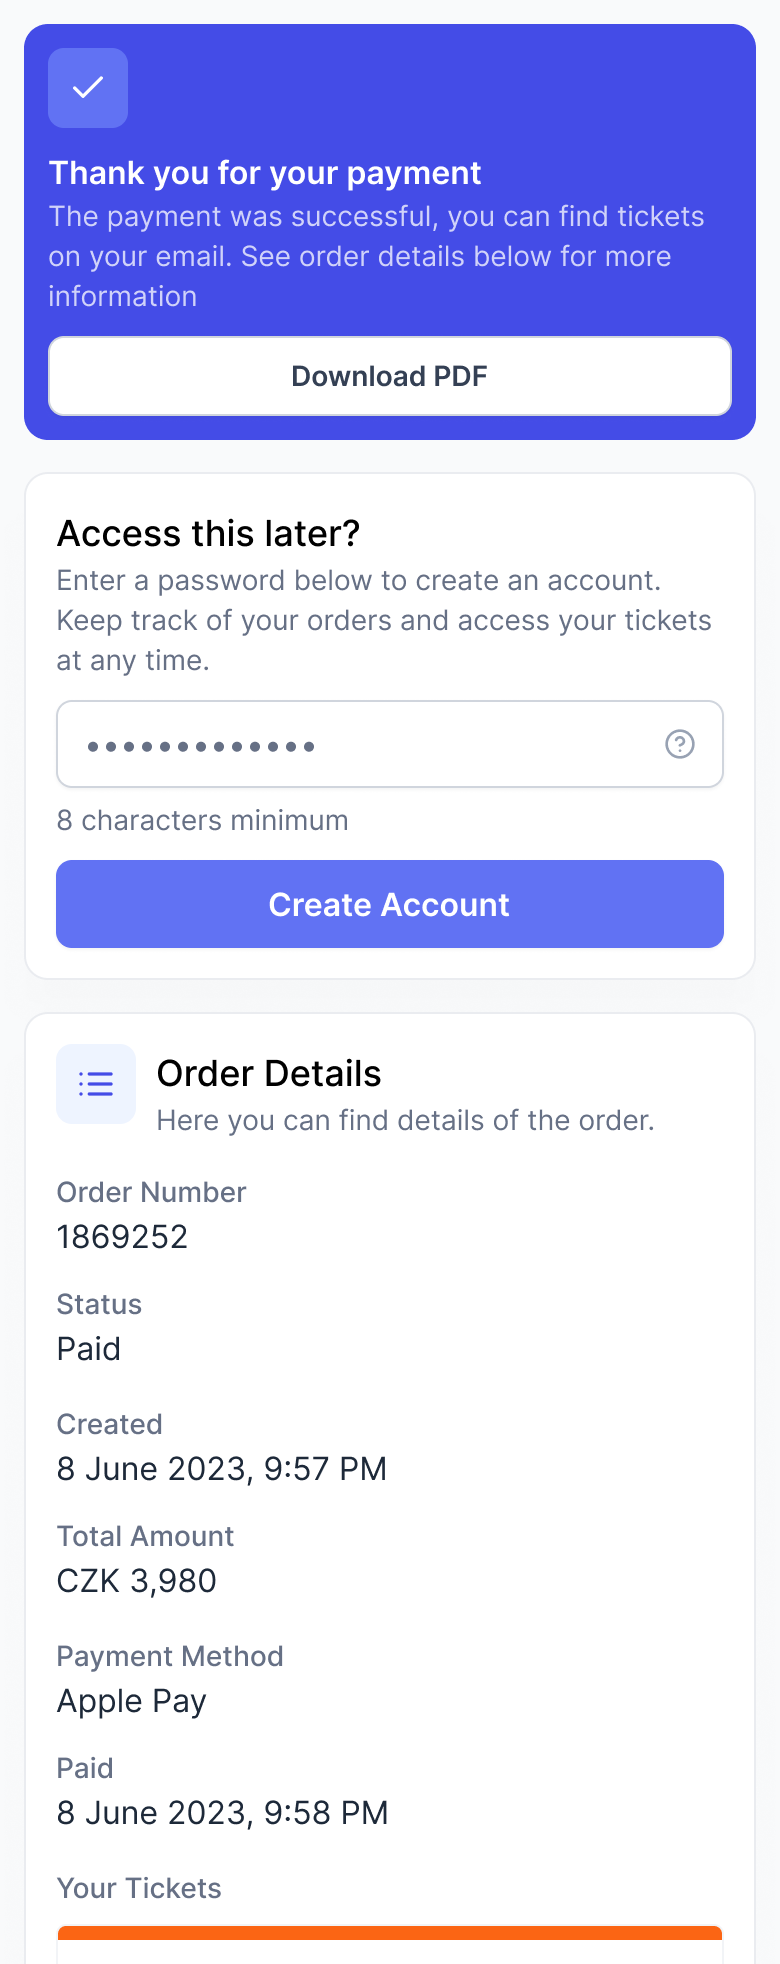 Thank you for your payment
The payment was successful, you can find tickets
on your email. See order details below for more
information
Download PDF
Access this later?
Enter a password below to create an account.
Keep track of your orders and access your tickets
at any time.
8 characters minimum
Create Account
Order Details
Here you can find details of the order.
Order Number
1869252
Status
Paid
Created
8 June 2023, 9:57 PM
Total Amount
CZK 3,980
Payment Method
Apple Pay
Paid
8 June 2023, 9:58 PM
Your Tickets